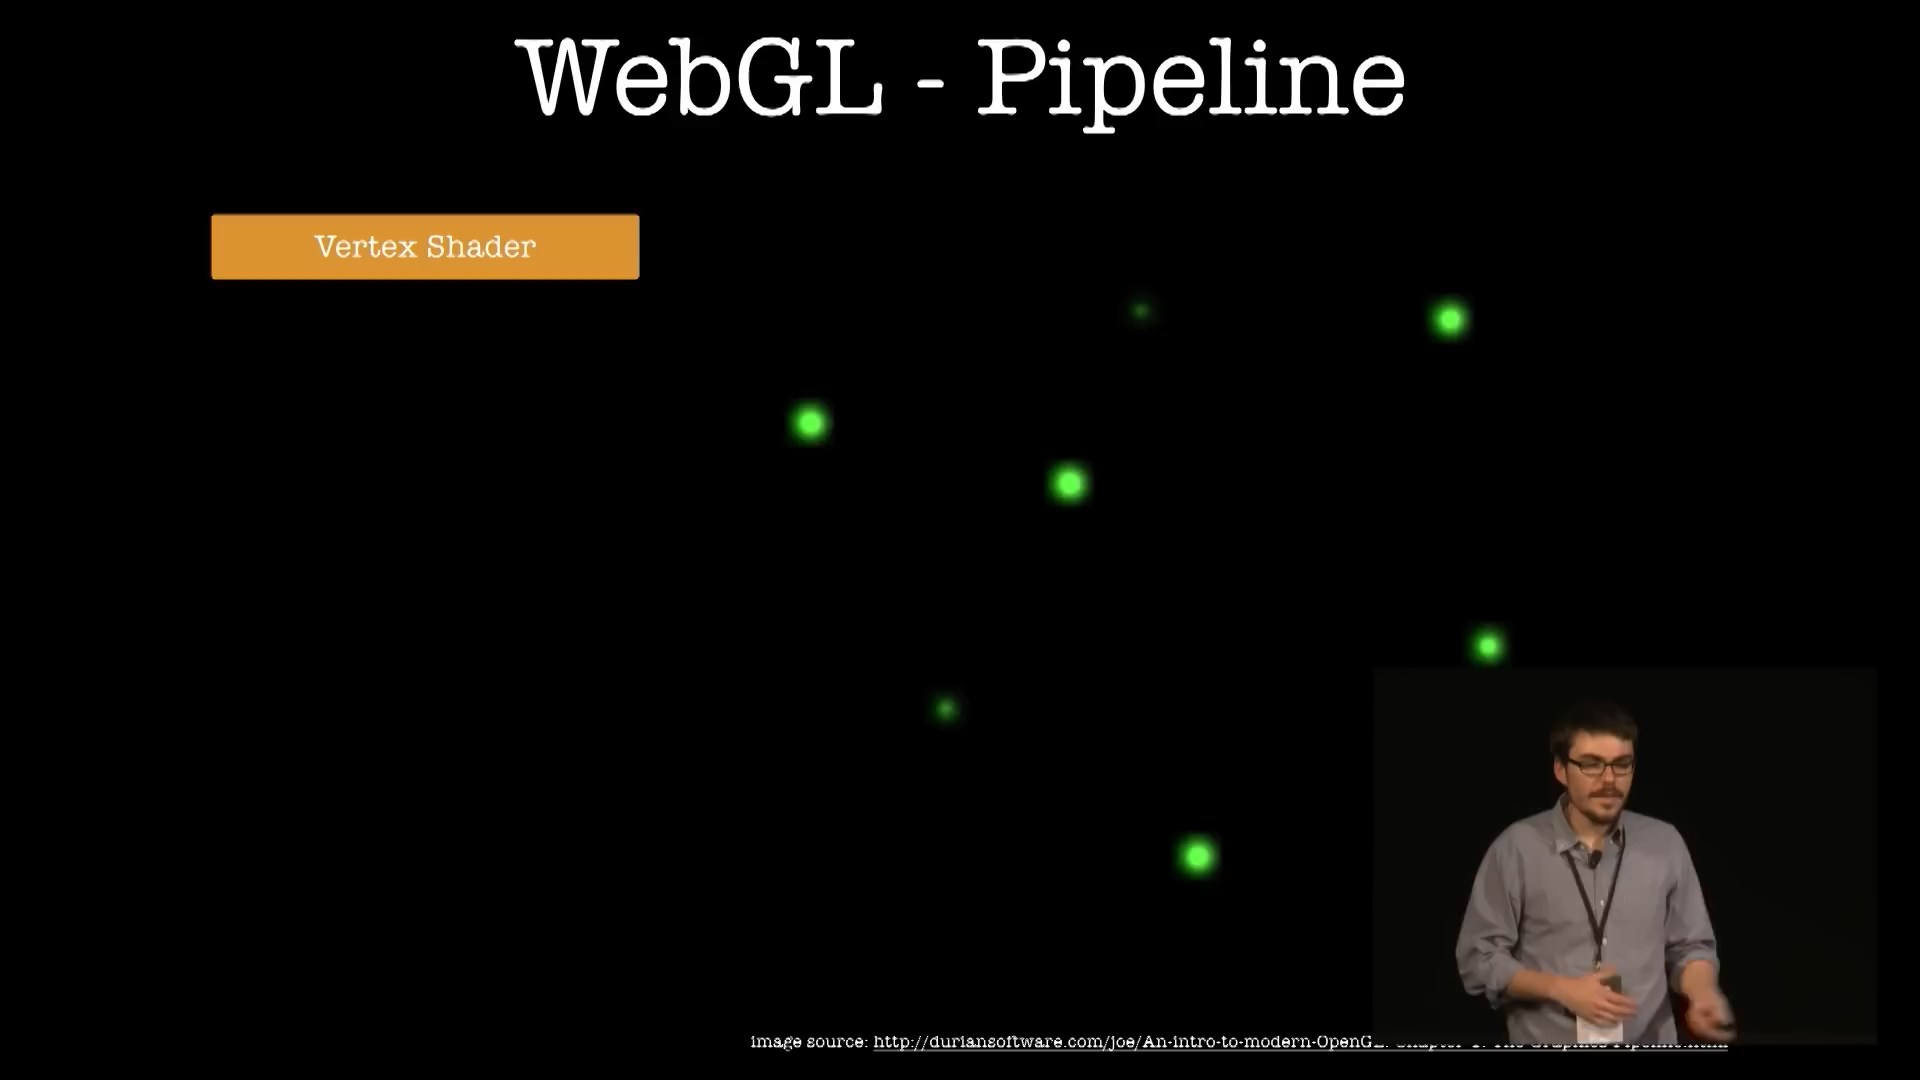 WebGL - Pipeline
Vertex Shader
image source: http://duriansoftware.com/joe/An-intro-to-modern-OpenGL.